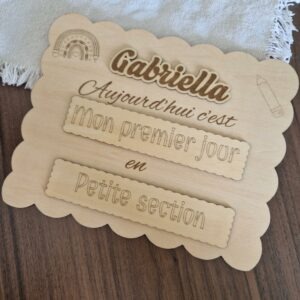 Gabriella
Aujourd'hui c'est
Mon premier jour
en
Petite section